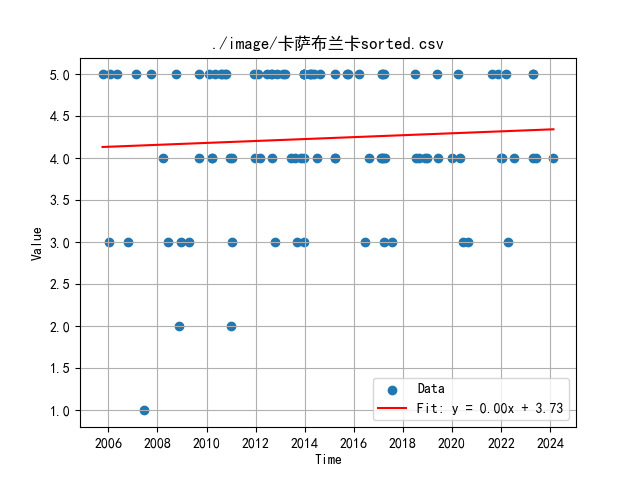 ./image/卡萨布兰卡sorted.csv
5.0
4.5
4.0
3.5
3.0
2.5
2.0
1.5
1.0
Value
2006 2008 2010 2012 2014 2016 2018 2020 2022 2024
Time
Data
Fit: y = 0.00x + 3.73